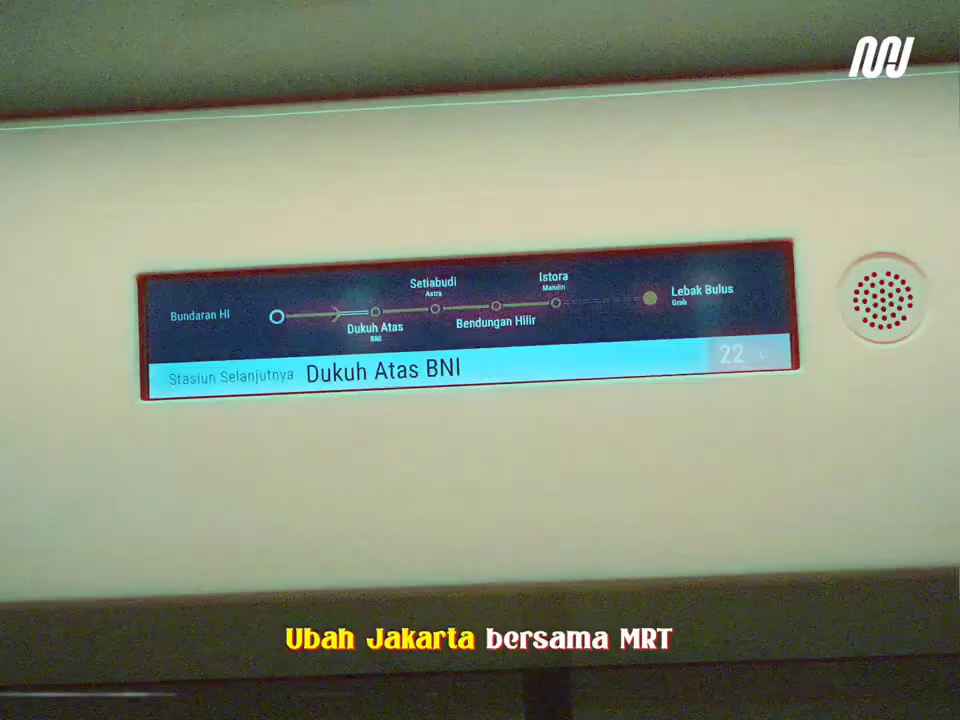 Setiabudi
Astra
Istora
Mandiri
Bundaran HI
Lebak Bulus
Grab
Dukuh Atas
BNI
Bendungan Hilir
Stasiun Selanjutnya Dukuh Atas BNI
22
Ubah Jakarta bersama MRT